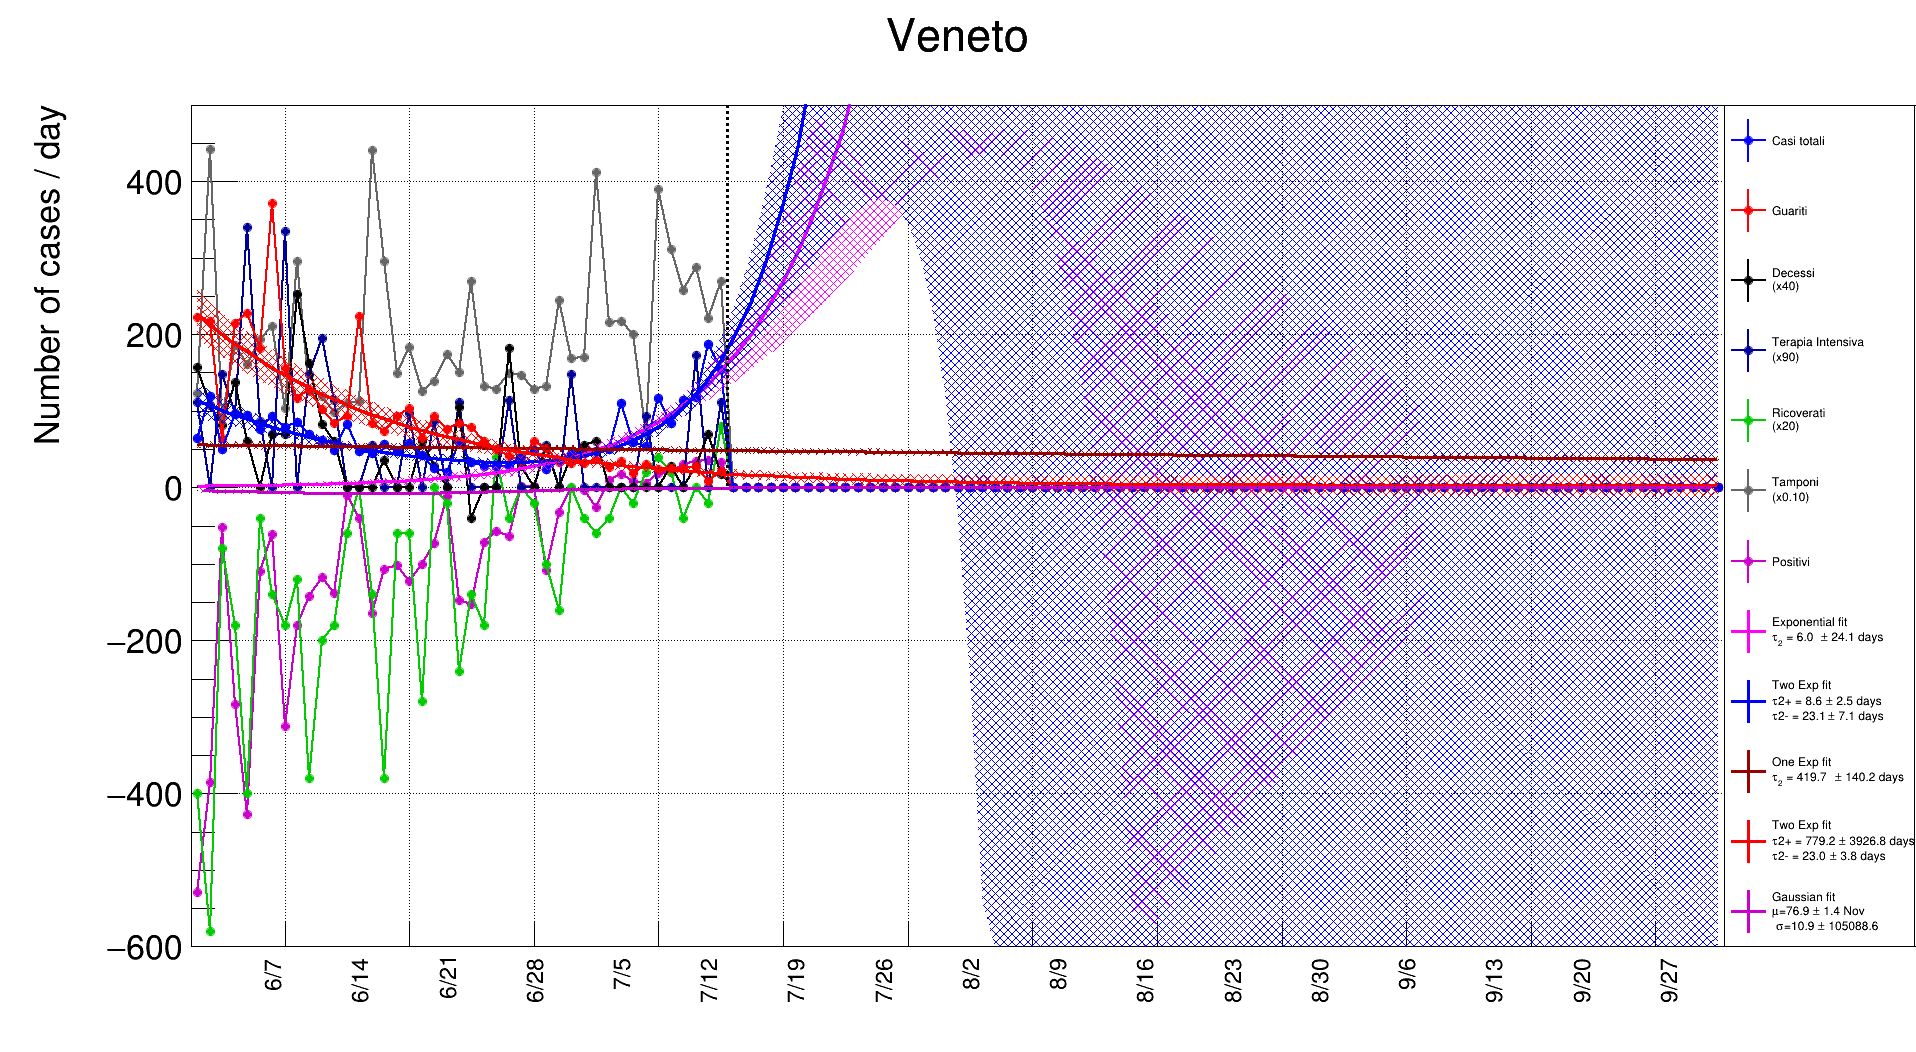 Veneto
Number of cases / day
400
200
0
−200
−400
−600
6/7
6/14
6/21
6/28
7/5
7/12
7/19
7/26
8/2
8/9
8/16
8/23
8/30
9/6
9/13
9/20
9/27
Casi totali
Guariti
Decessi
(x40)
Terapia Intensiva
(x90)
Ricoverati
(x20)
Tamponi
(x0.10)
Positivi
Exponential fit
τ2 = 6.0 ± 24.1 days
Two Exp fit
τ2+ = 8.6 ± 2.5 days
τ2- = 23.1 ± 7.1 days
One Exp fit
τ2 = 419.7 ± 140.2 days
Two Exp fit
τ2+ = 779.2 ± 3926.8 days
τ2- = 23.0 ± 3.8 days
Gaussian fit
μ=76.9 ± 1.4 Nov
σ=10.9 ± 105088.6